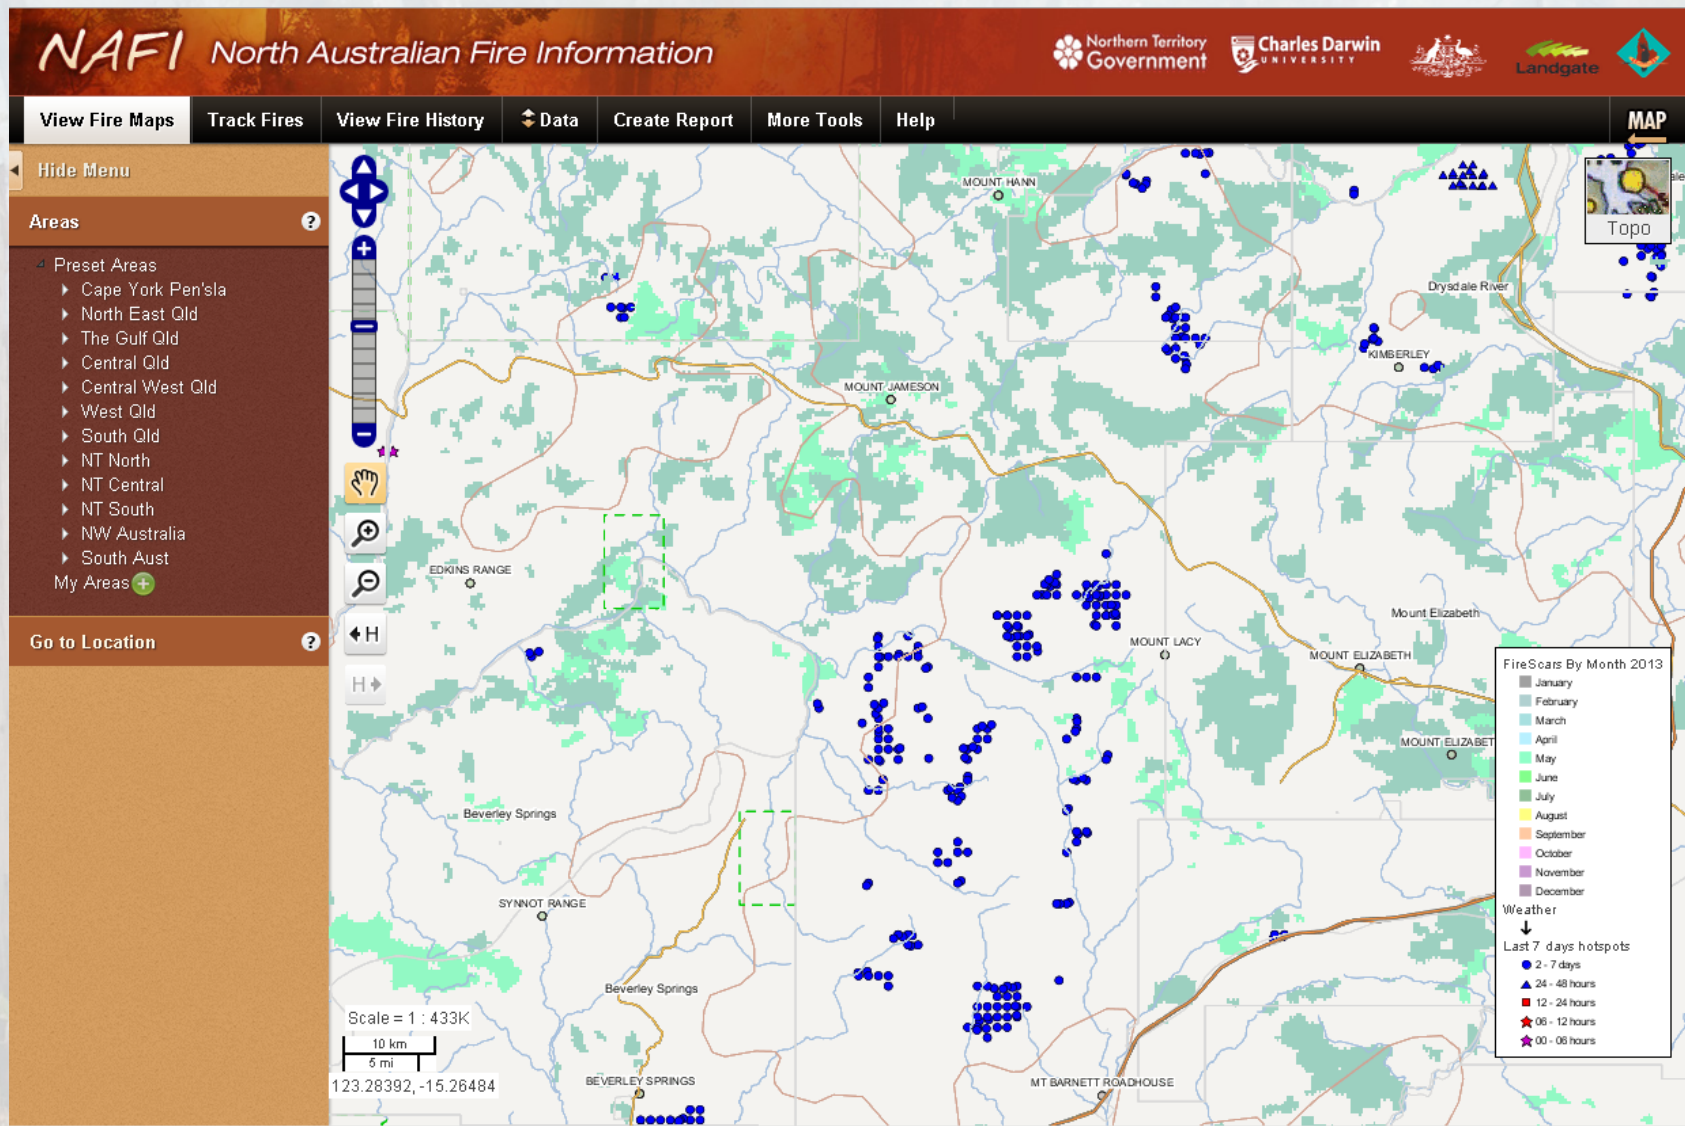 NAFI North Australian Fire Information
Northern Territory
Government
Charles Darwin
UNIVERSITY
Landgate
View Fire Maps
Track Fires
View Fire History
Data
Create Report
More Tools
Help
MAP
Hide Menu
Areas
?
Preset Areas
Cape York Pen'sla
North East Qld
The Gulf Qld
Central Qld
Central West Qld
West Qld
South Qld
NT North
NT Central
NT South
NW Australia
South Aust
My Areas
Go to Location
?
H
H
MOUNT HANN
Topo
Drysdale River
KIMBERLEY
MOUNT JAMESON
EDKINS RANGE
Mount Elizabeth
MOUNT LACY
MOUNT ELIZABETH
MOUNT ELIZABET
Beverley Springs
SYNNOT RANGE
Beverley Springs
BEVERLEY SPRINGS
MT BARNETT ROADHOUSE
Scale = 1 : 433K
10 km
5 mi
123.28392, -15.26484
FireScars By Month 2013
January
February
March
April
May
June
July
August
September
October
November
December
Weather
Last 7 days hotspots
2 - 7 days
24 - 48 hours
12 - 24 hours
06 - 12 hours
00 - 06 hours